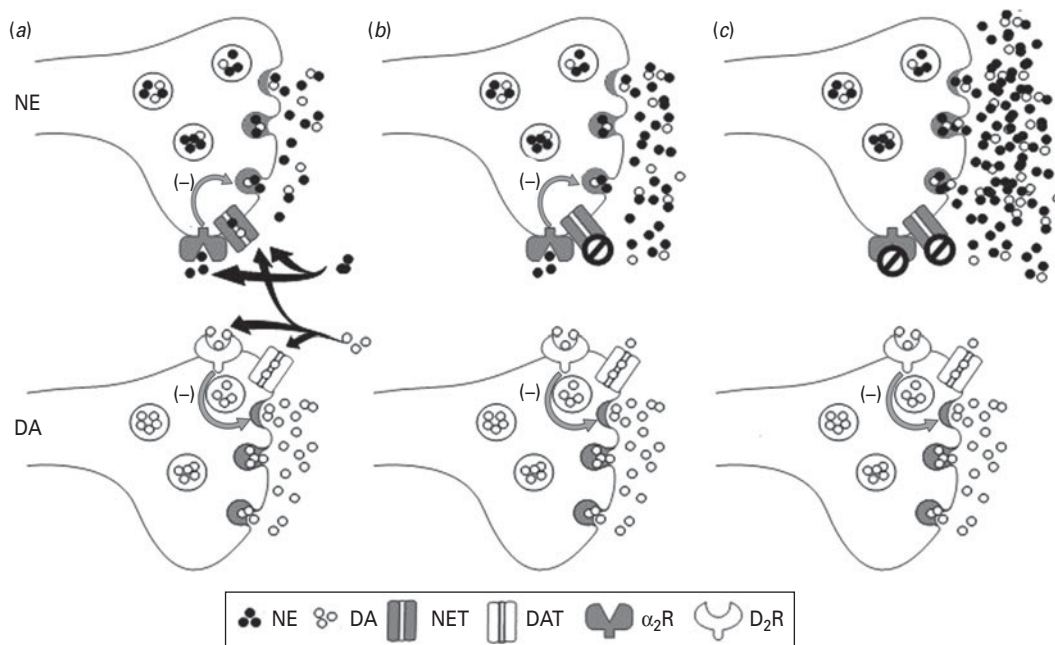 (a) (b) (c)
NE
(–) (–)
(–) (–) (–)
DA
NE DA NET DAT α₂R D₂R